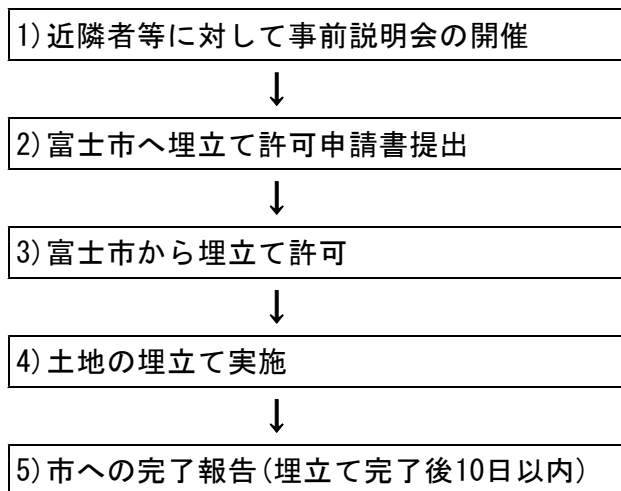 1)近隣者等に対して事前説明会の開催
↓
2)富士市へ埋立て許可申請書提出
↓
3)富士市から埋立て許可
↓
4)土地の埋立て実施
↓
5)市への完了報告(埋立て完了後10日以内)